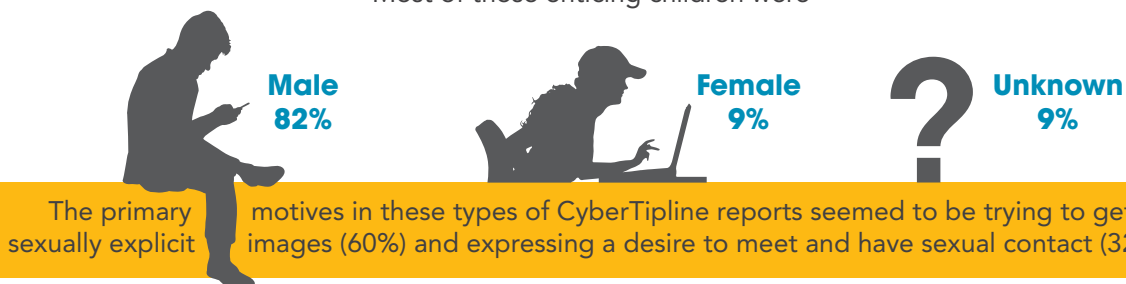 most of those enticing children were
Male
82%
Female
9%
Unknown
9%
The primary motives in these types of CyberTipline reports seemed to be trying to get
sexually explicit images (60%) and expressing a desire to meet and have sexual contact (32